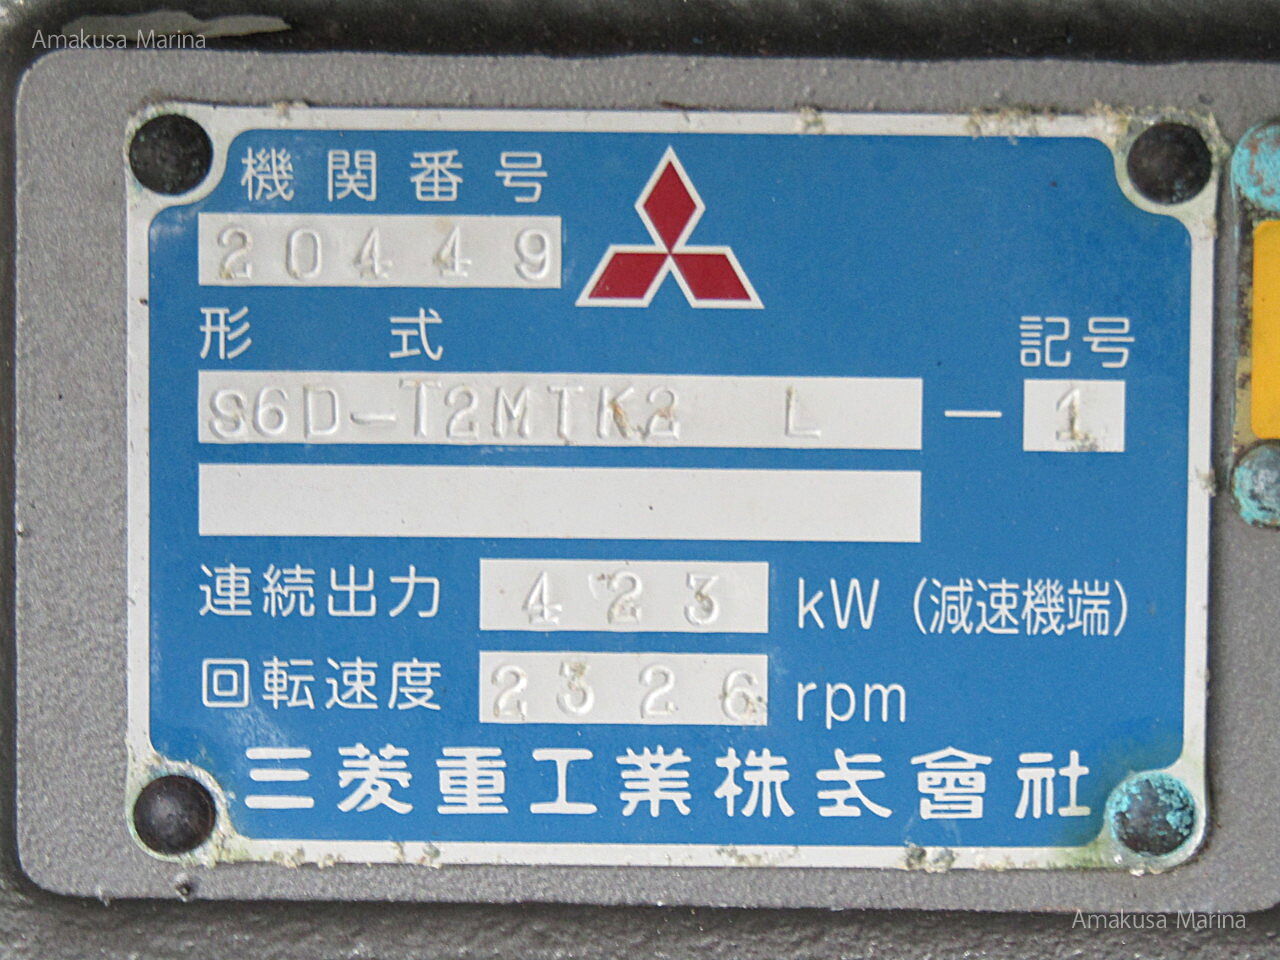 Amakusa Marina
機関番号
20449
形式 記号
S6D-T2MTK2 L - 1
連続出力 423 kW (減速機端)
回転速度 2326 rpm
三菱重工業株式會社
Amakusa Marina